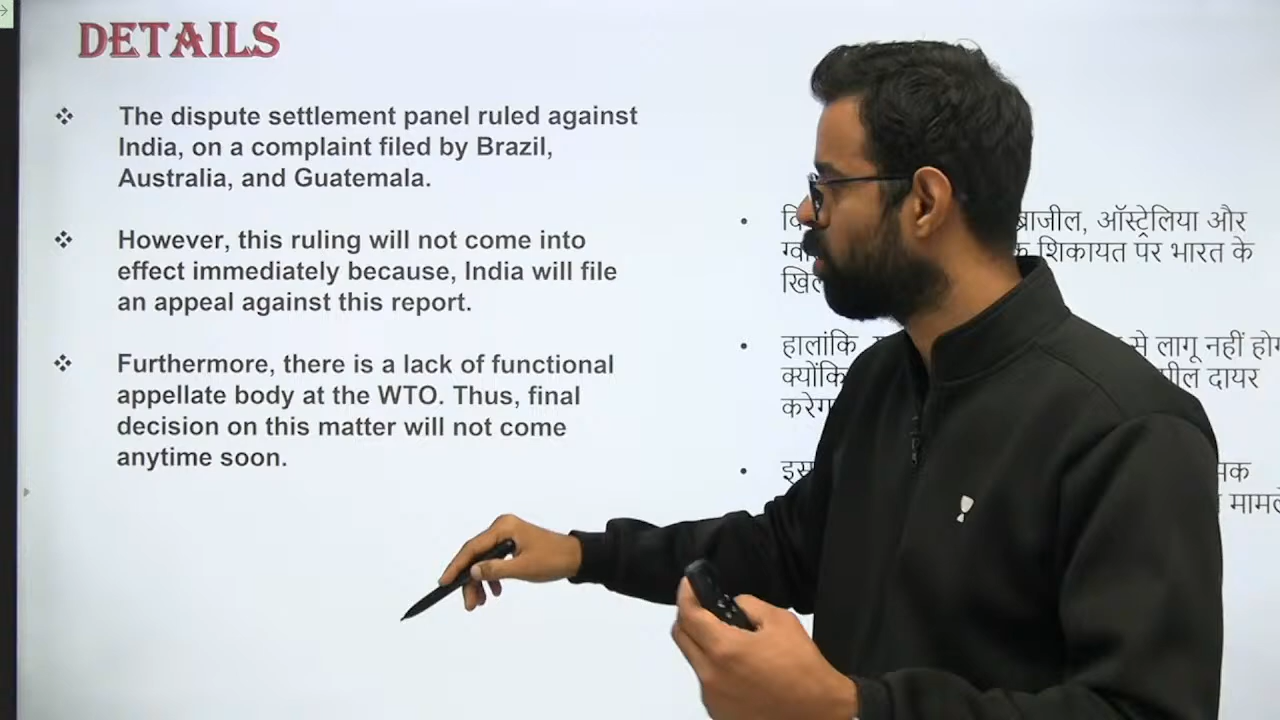 DETAILS
The dispute settlement panel ruled against
India, on a complaint filed by Brazil,
Australia, and Guatemala.
However, this ruling will not come into
effect immediately because, India will file
an appeal against this report.
Furthermore, there is a lack of functional
appellate body at the WTO. Thus, final
decision on this matter will not come
anytime soon.
ऑस्ट्रेलिया और
शिकायत पर भारत के
हालांकि
से लागू नहीं
क्योंकि
दायर